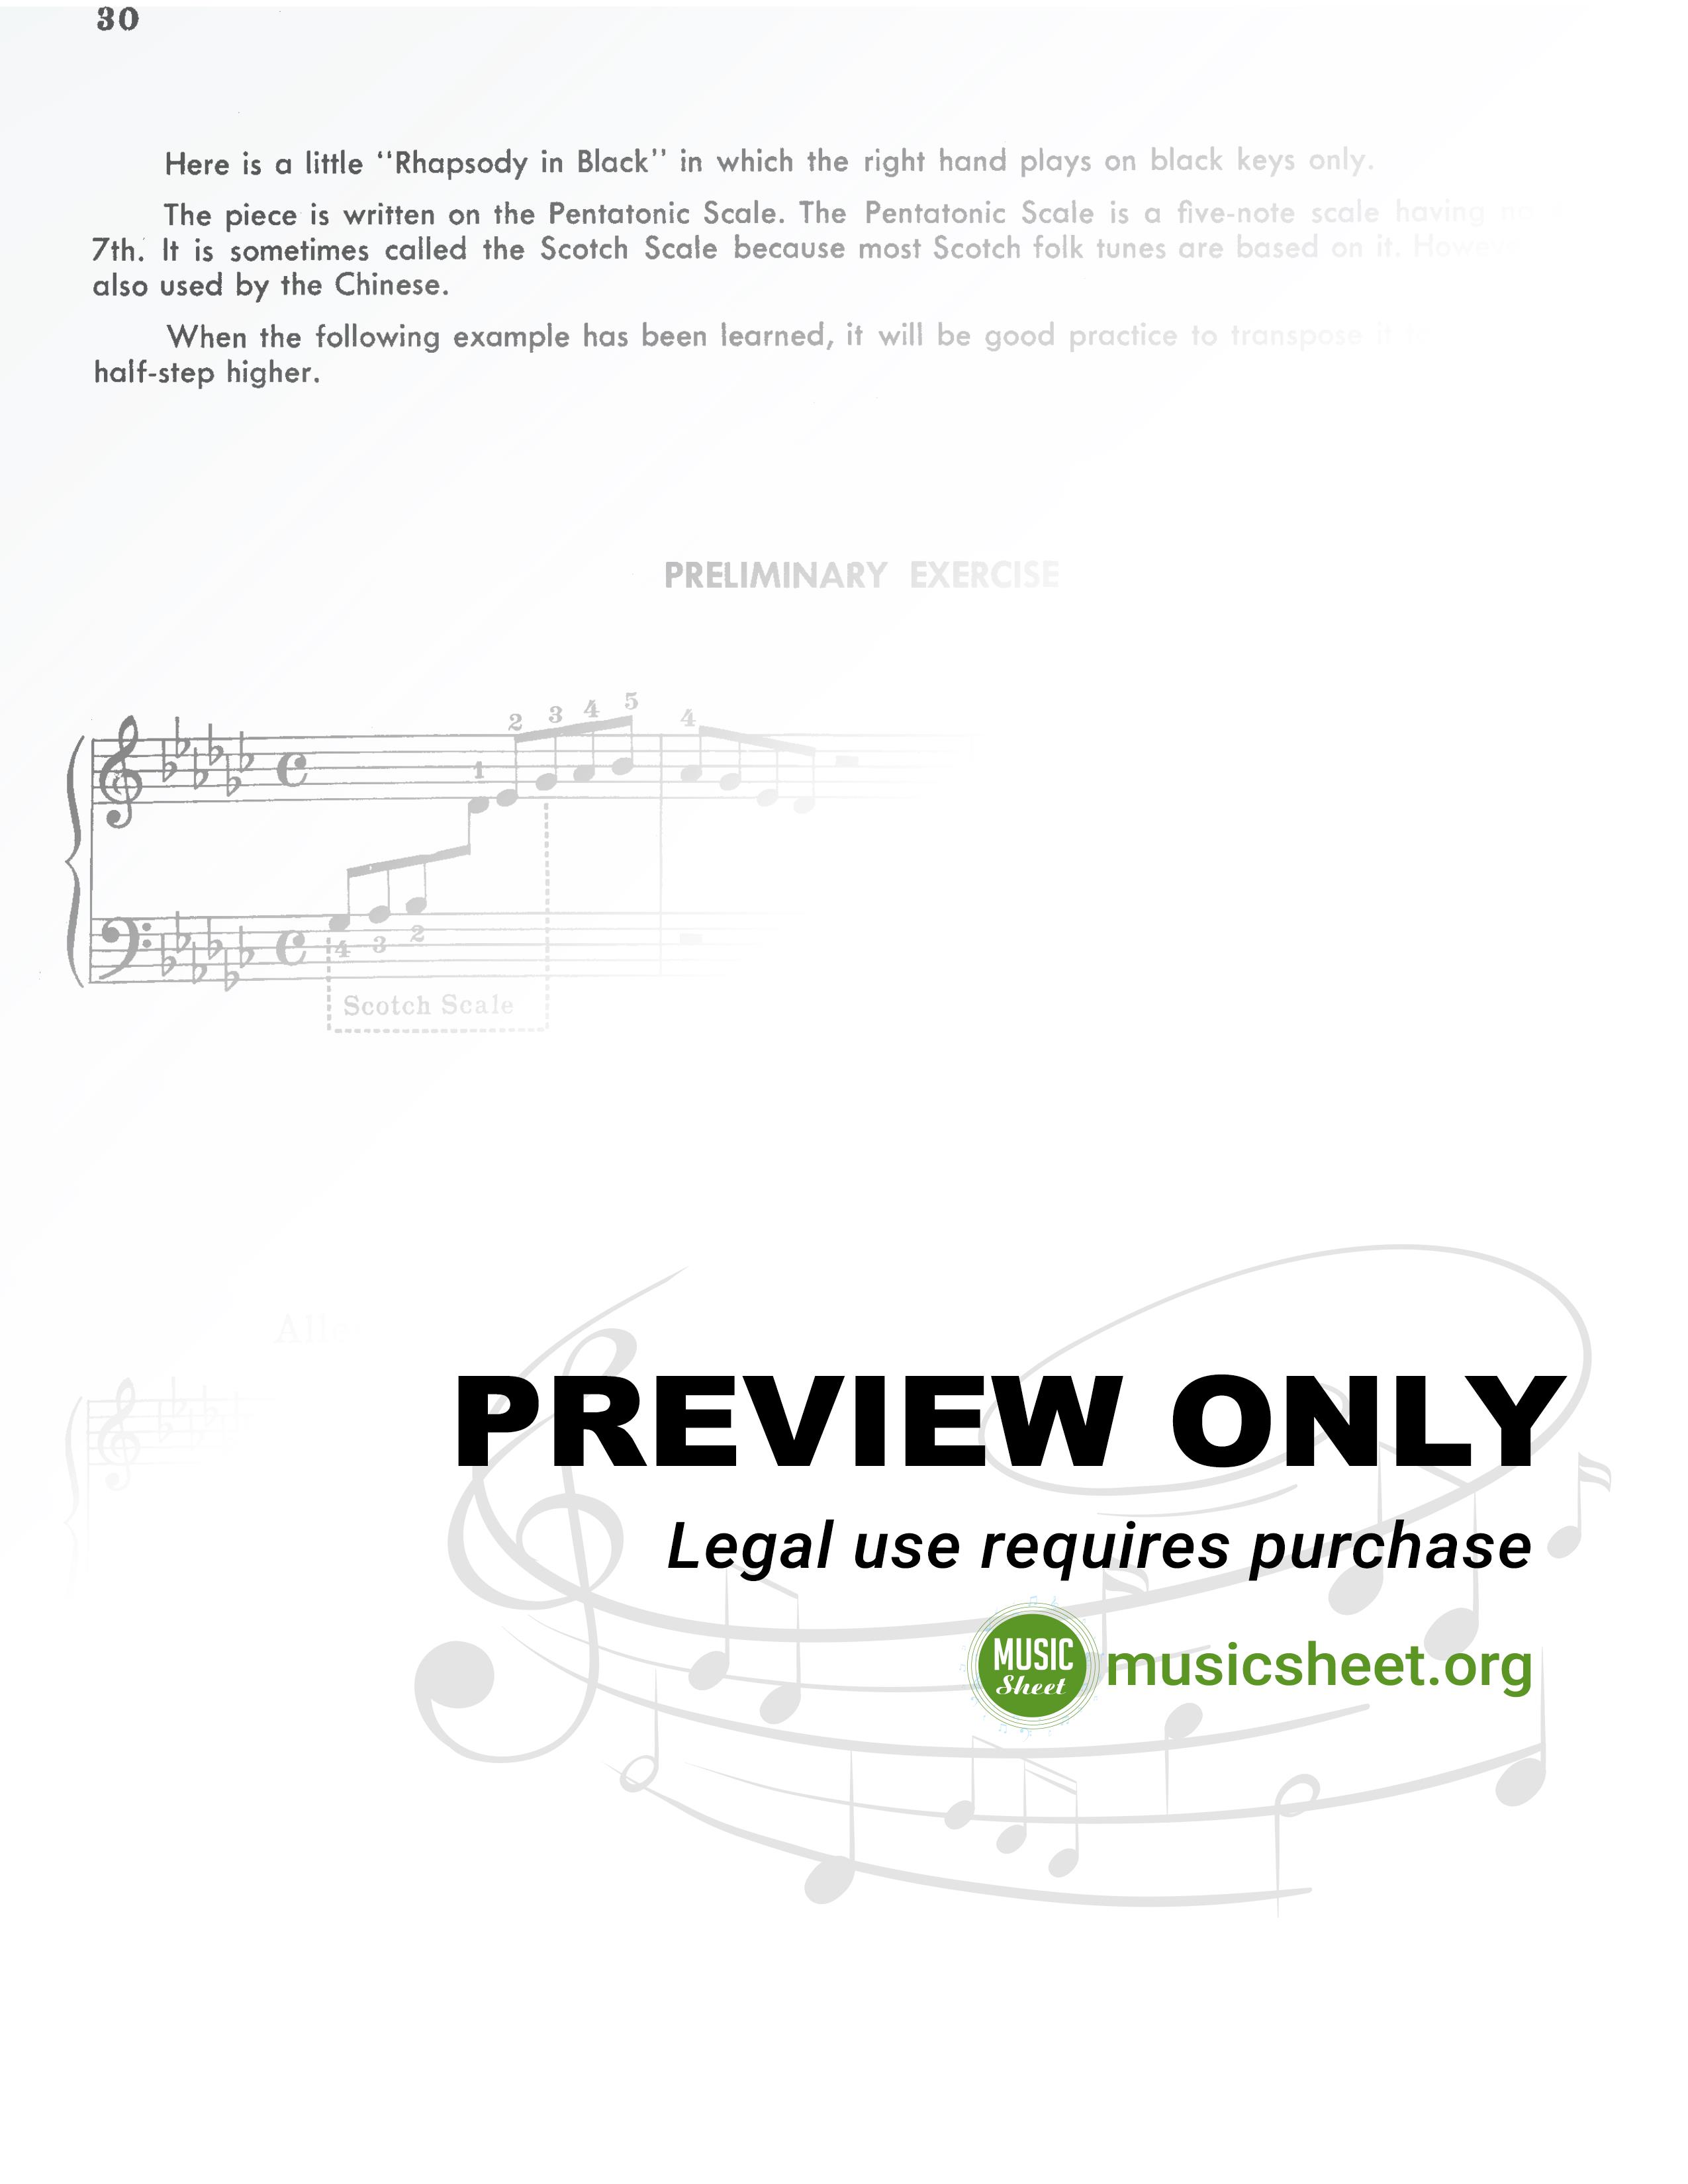 30
Here is a little “Rhapsody in Black” in which the right hand plays on black keys only.
The piece is written on the Pentatonic Scale. The Pentatonic Scale is a five-note scale having no
7th. It is sometimes called the Scotch Scale because most Scotch folk tunes are based on it.
also used by the Chinese.
When the following example has been learned, it will be good practice to transpose it
half-step higher.
PRELIMINARY EXERCISE
2 3 4 5 4
1
4 3 2
Scotch Scale
PREVIEW ONLY
Legal use requires purchase
MUSIC
Sheet
musicsheet.org